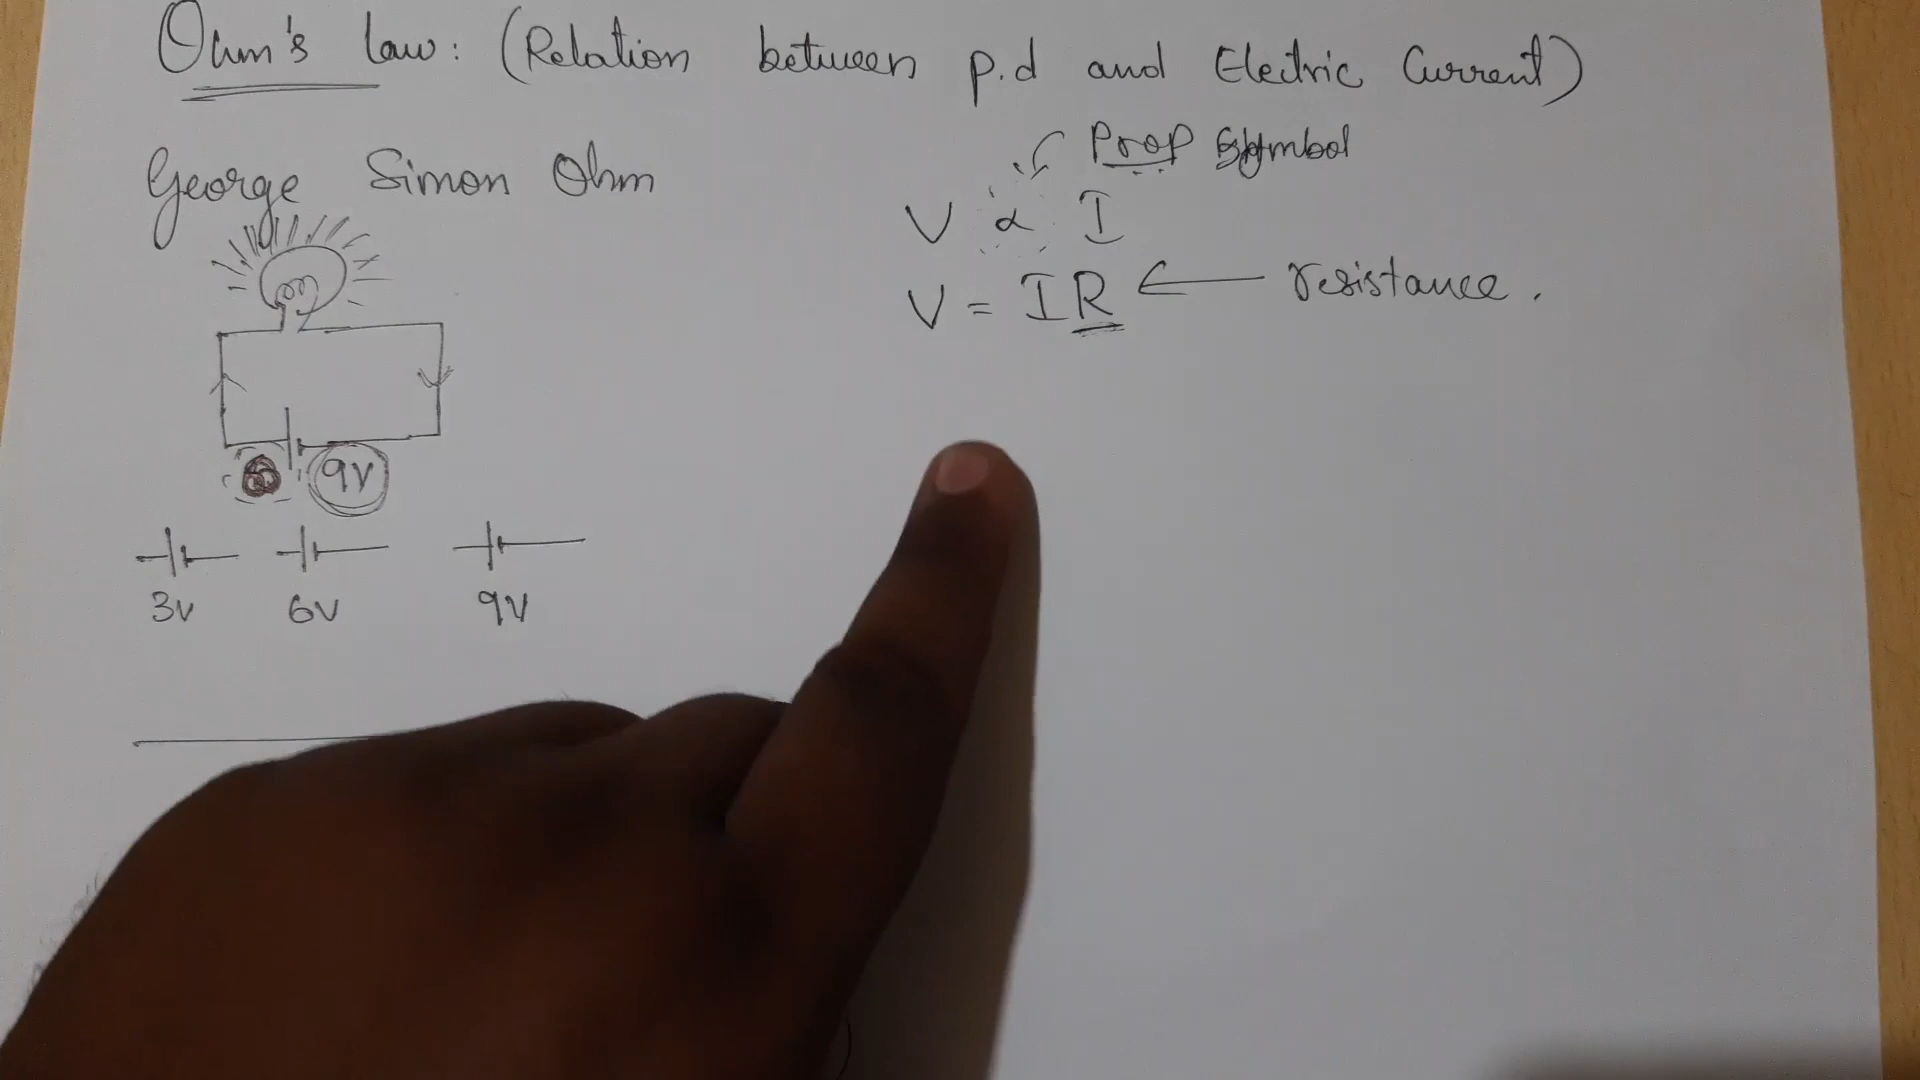 Ohm's law: (Relation between p.d and Electric Current)
George Simon Ohm
Prop Symbol
V ∝ I
V = IR ← resistance.
9V
3V 6V 9V